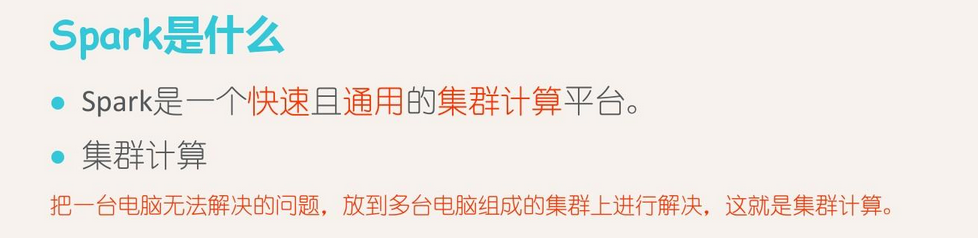 Spark是什么
Spark是一个快速且通用的集群计算平台。
集群计算
把一台电脑无法解决的问题，放到多台电脑组成的集群上进行解决，这就是集群计算。